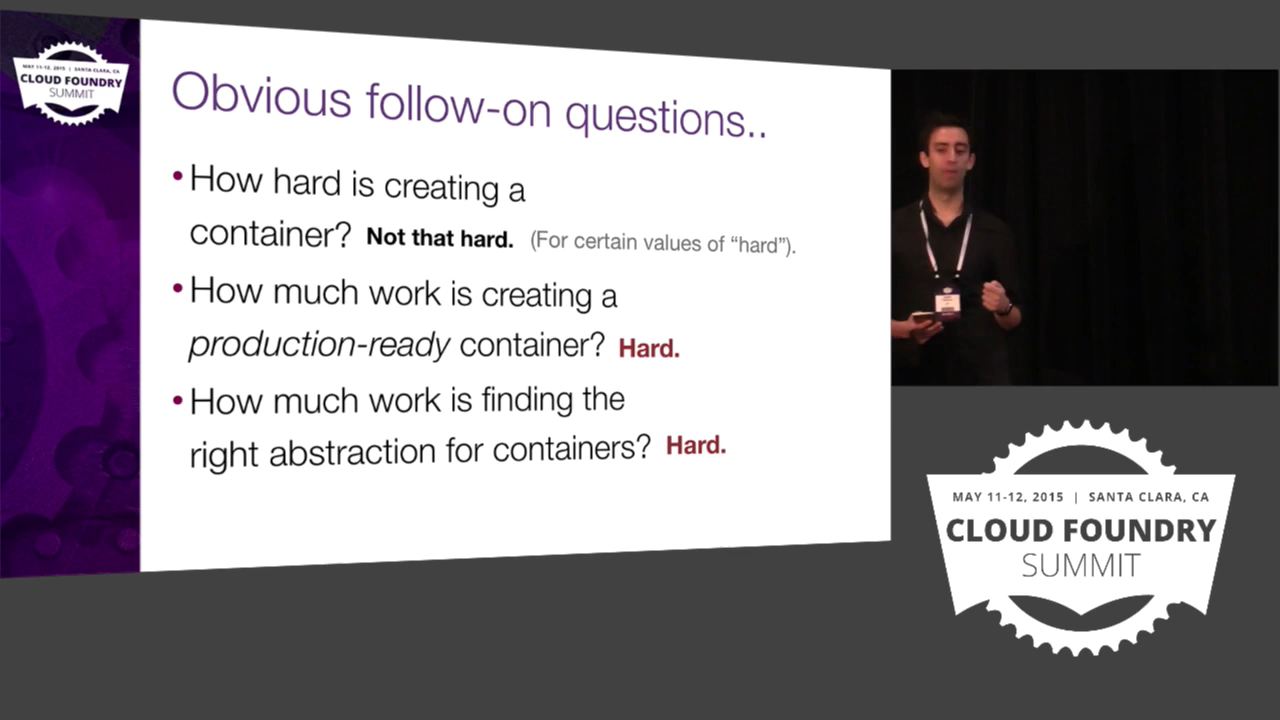 MAY 11-12, 2015 | SANTA CLARA, CA
CLOUD FOUNDRY
SUMMIT
Obvious follow-on questions..
•How hard is creating a
container? Not that hard. (For certain values of “hard”).
•How much work is creating a
production-ready container? Hard.
•How much work is finding the
right abstraction for containers? Hard.
MAY 11-12, 2015 | SANTA CLARA, CA
CLOUD FOUNDRY
SUMMIT